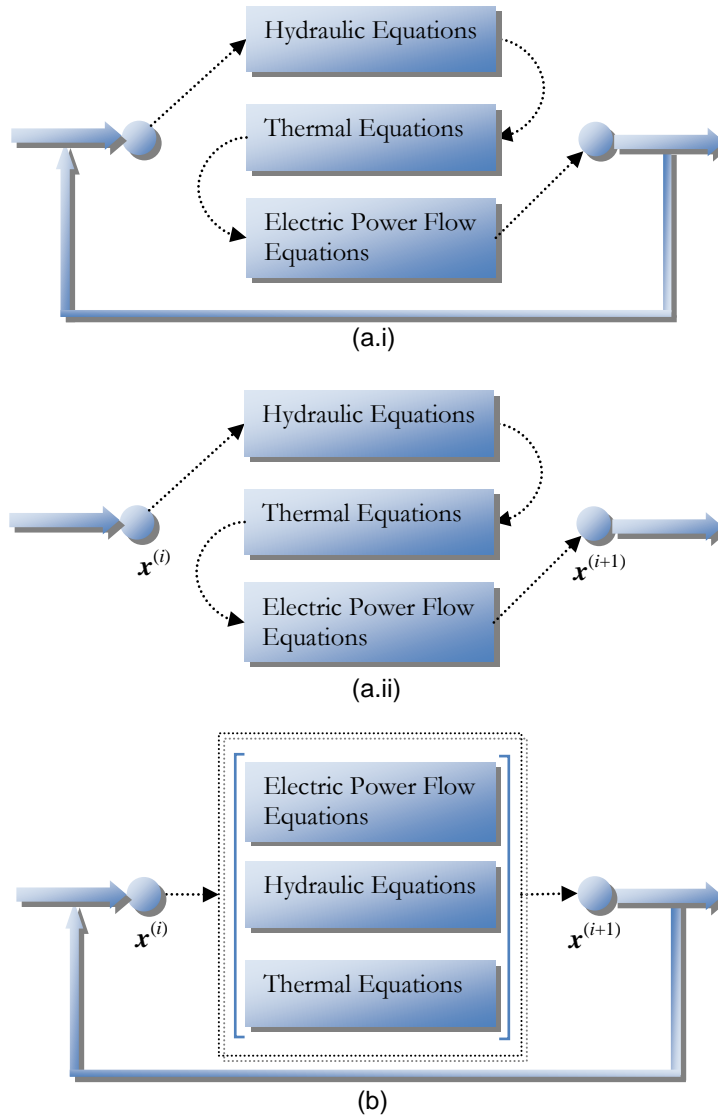 Hydraulic Equations
Thermal Equations
Electric Power Flow
Equations
(a.i)
Hydraulic Equations
Thermal Equations
x^(i)
x^(i+1)
Electric Power Flow
Equations
(a.ii)
Electric Power Flow
Equations
Hydraulic Equations
x^(i)
x^(i+1)
Thermal Equations
(b)